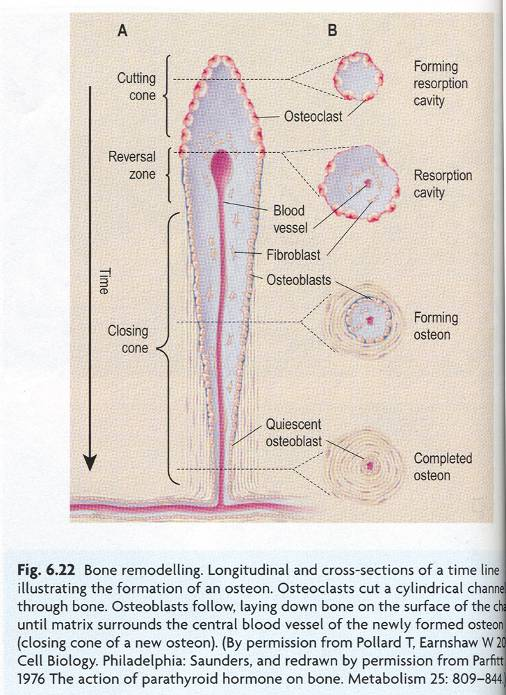 A
B
Cutting
cone
Forming
resorption
cavity
Osteoclast
Reversal
zone
Resorption
cavity
Blood
vessel
Fibroblast
Osteoblasts
Time
Forming
osteon
Closing
cone
Quiescent
osteoblast
Completed
osteon
Fig. 6.22 Bone remodelling. Longitudinal and cross-sections of a time line
illustrating the formation of an osteon. Osteoclasts cut a cylindrical channel
through bone. Osteoblasts follow, laying down bone on the surface of the
until matrix surrounds the central blood vessel of the newly formed osteon
(closing cone of a new osteon). (By permission from Pollard T, Earnshaw W
Cell Biology. Philadelphia: Saunders, and redrawn by permission from Parfitt
1976 The action of parathyroid hormone on bone. Metabolism 25: 809–844